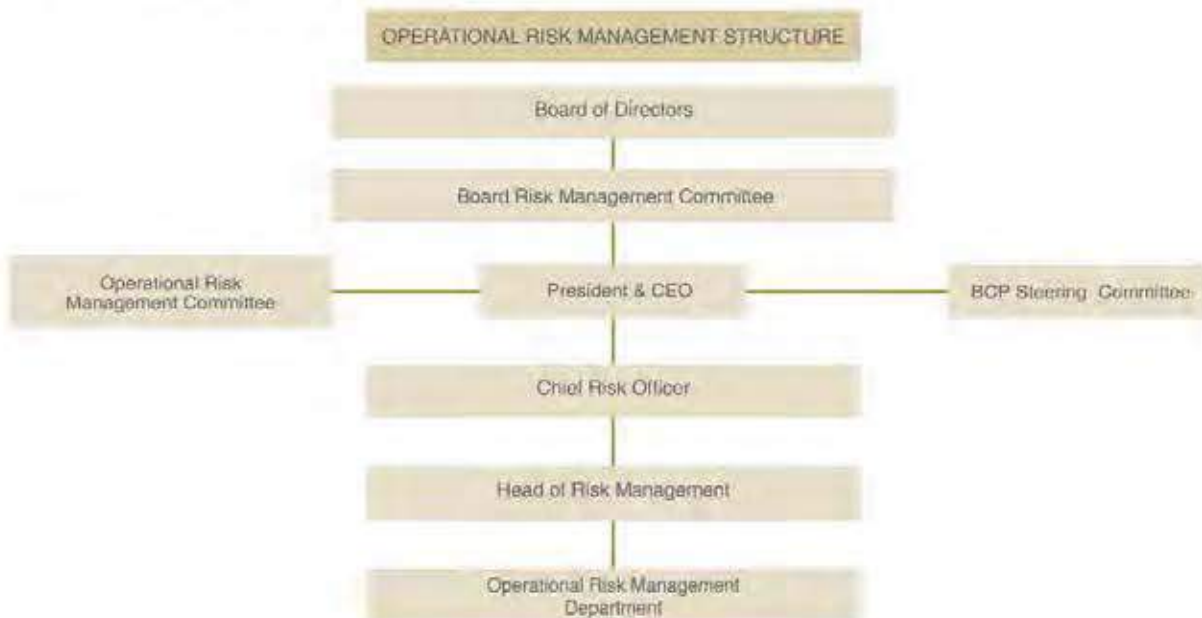 OPERATIONAL RISK MANAGEMENT STRUCTURE
Board of Directors
Board Risk Management Committee
Operational Risk
Management Committee
President & CEO
BCP Steering Committee
Chief Risk Officer
Head of Risk Management
Operational Risk Management
Department